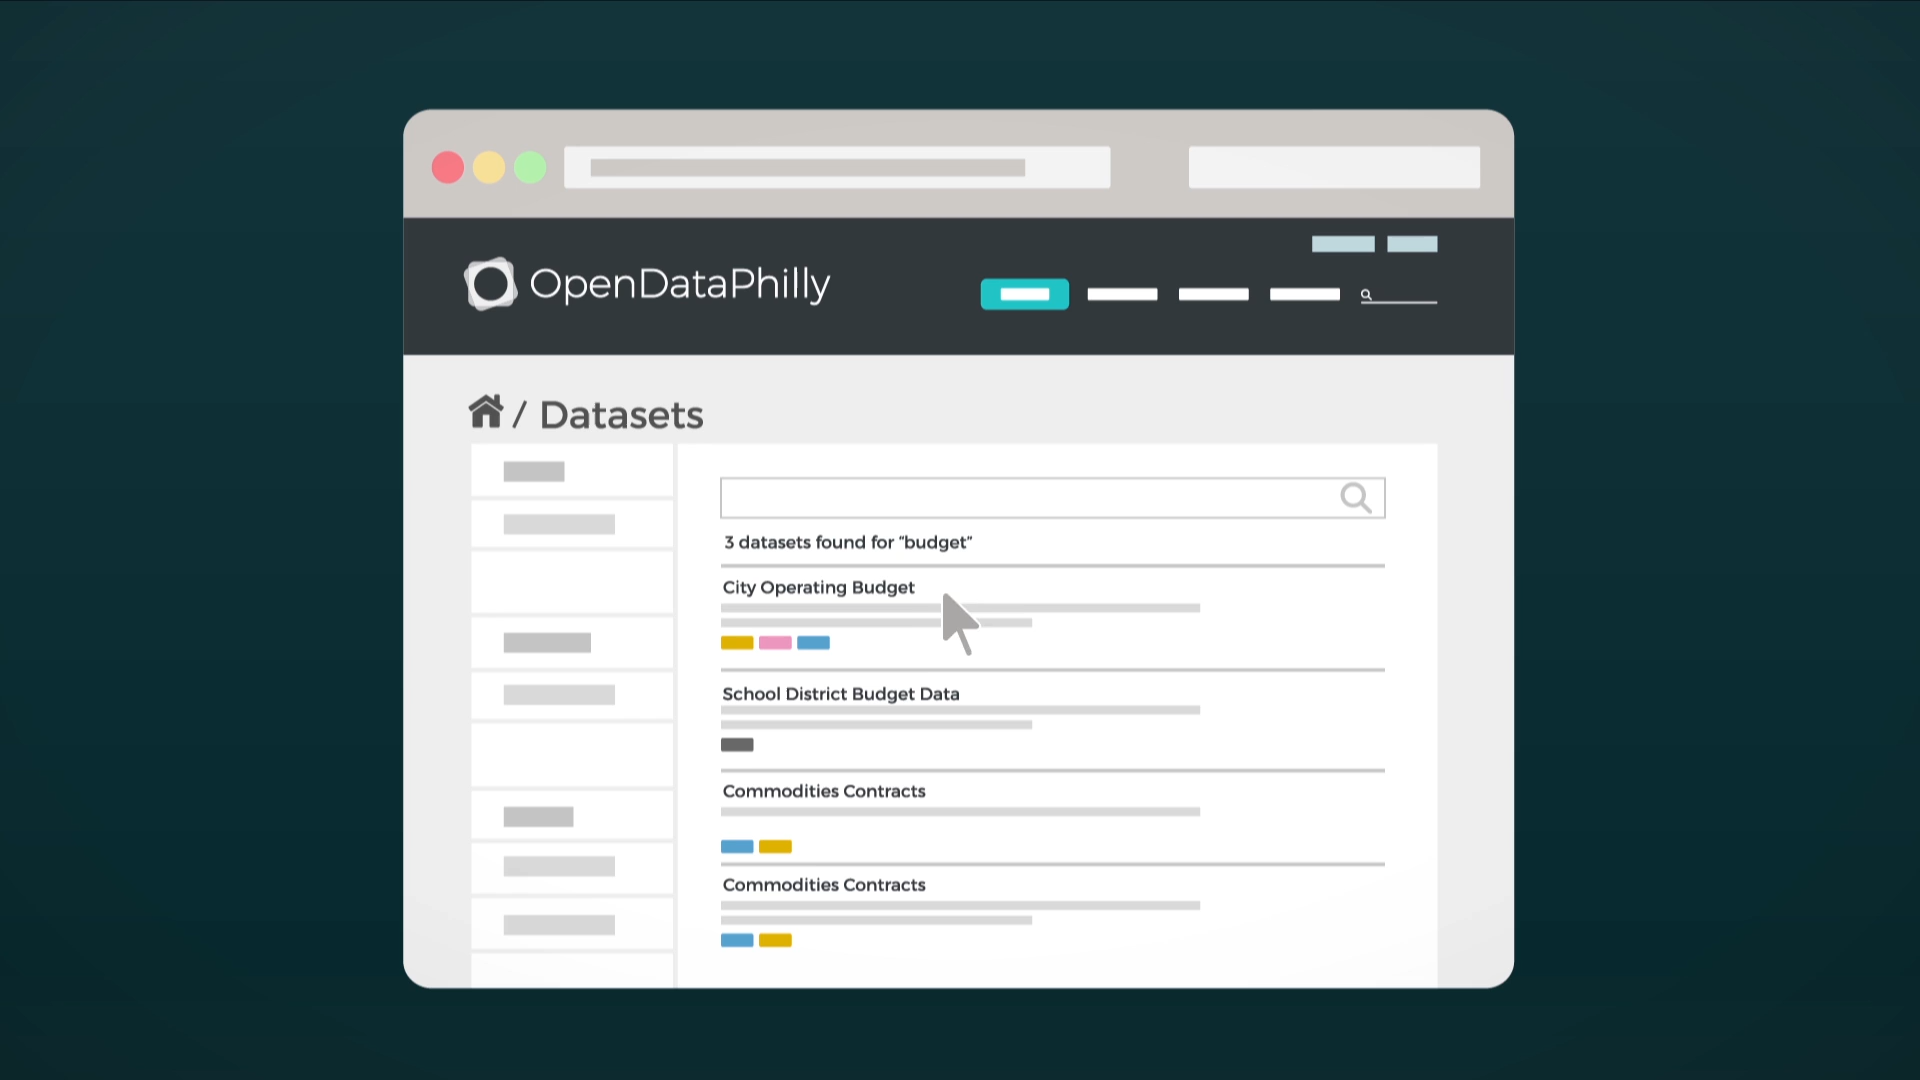 OpenDataPhilly
/ Datasets
3 datasets found for “budget”
City Operating Budget
School District Budget Data
Commodities Contracts
Commodities Contracts